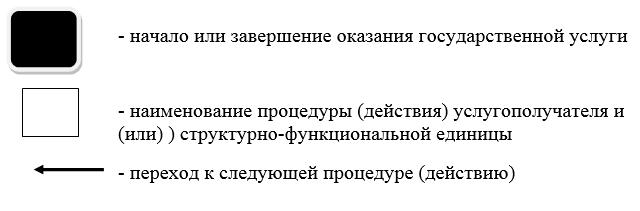 - начало или завершение оказания государственной услуги
- наименование процедуры (действия) услугополучателя и
(или) ) структурно-функциональной единицы
- переход к следующей процедуре (действию)